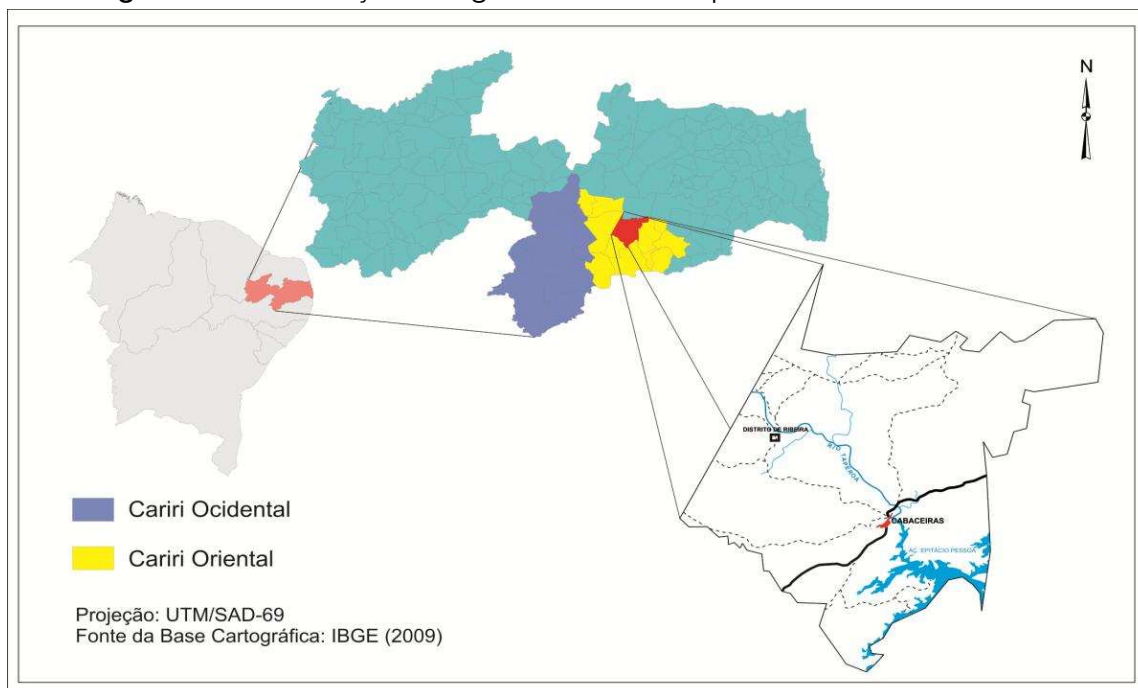 N
DISTRITO DE RIBEIRA
RIO TAPEROÁ
CABACEIRAS
AÇ. EPITÁCIO PESSOA
Cariri Ocidental
Cariri Oriental
Projeção: UTM/SAD-69
Fonte da Base Cartográfica: IBGE (2009)